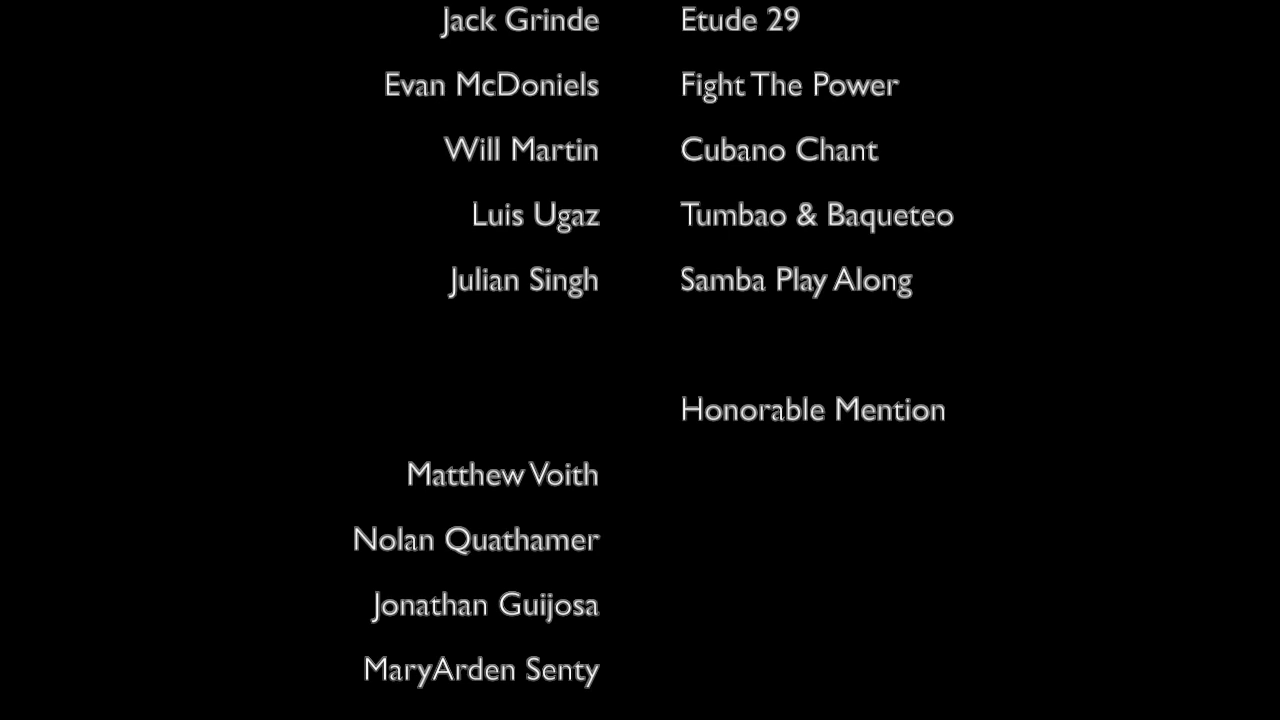 Jack Grinde Etude 29
Evan McDoniels Fight The Power
Will Martin Cubano Chant
Luis Ugaz Tumbao & Baqueteo
Julian Singh Samba Play Along
Honorable Mention
Matthew Voith
Nolan Quathamer
Jonathan Guijosa
MaryArden Senty